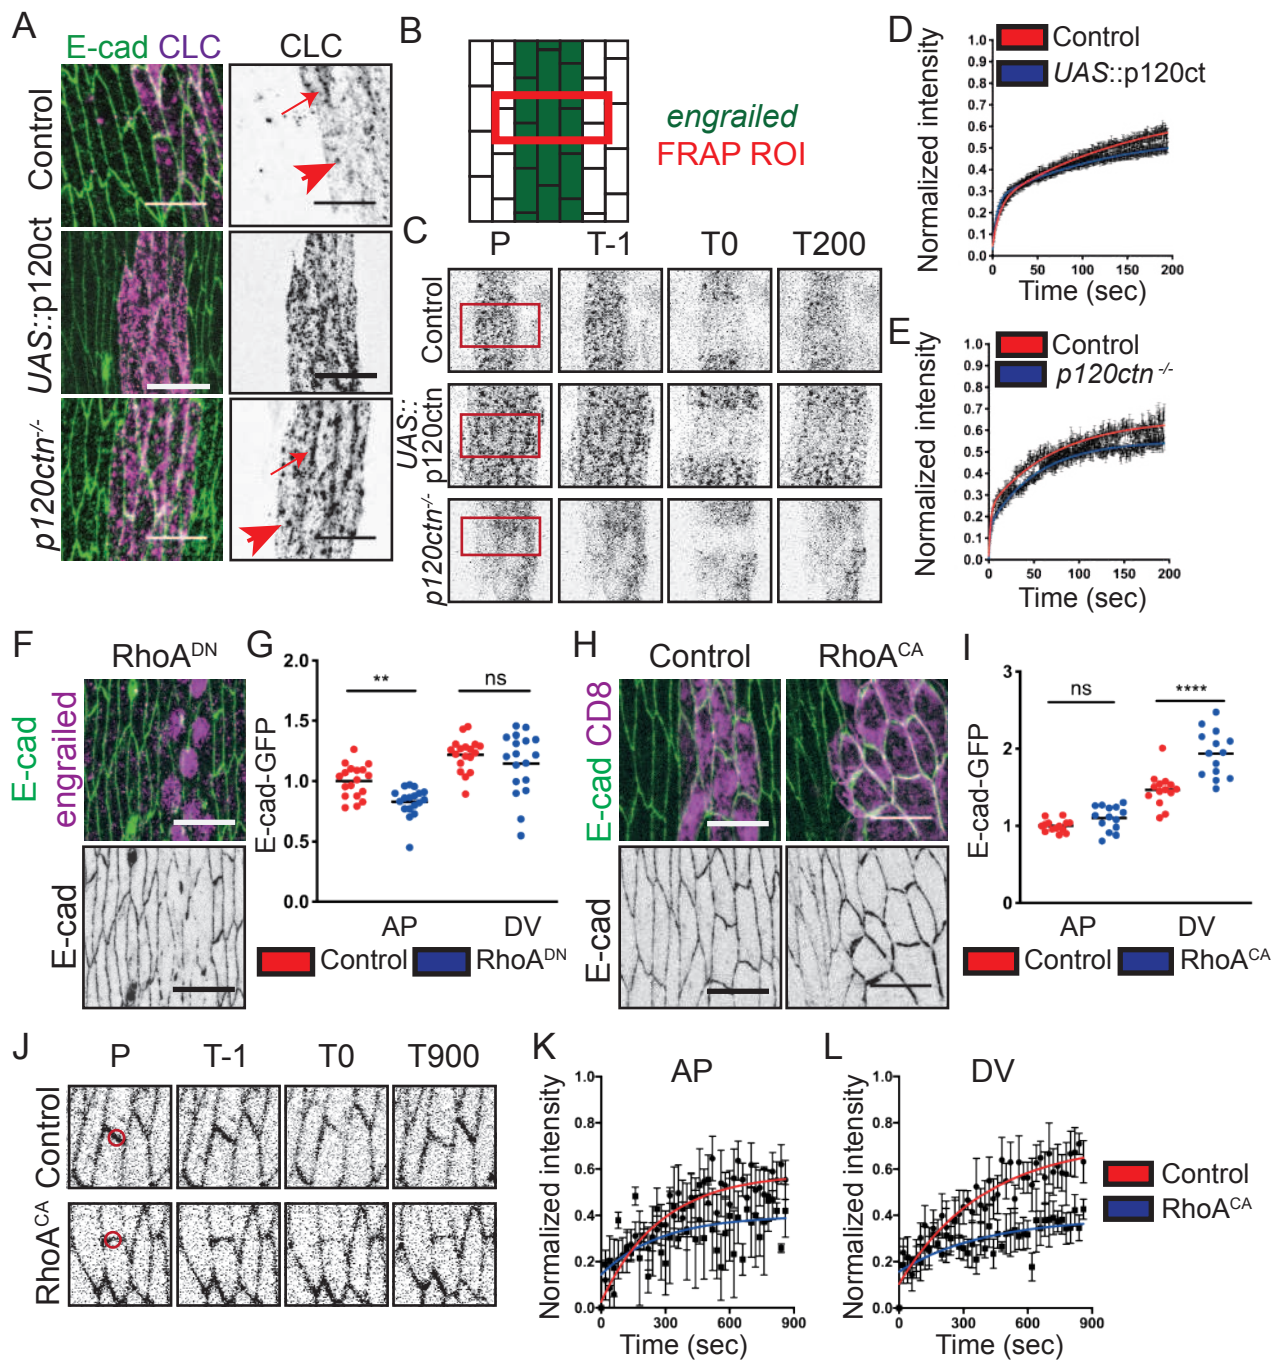 A
E-cad CLC
CLC
Control
UAS::p120ct
p120ctn-/-
B
engrailed
FRAP ROI
C
P T-1 T0 T200
Control
UAS::
p120ctn
p120ctn-/-
D
Control
UAS::p120ct
Normalized intensity
1.0
0.9
0.8
0.7
0.6
0.5
0.4
0.3
0.2
0.1
0.0
0 50 100 150 200
Time (sec)
E
Control
p120ctn -/-
Normalized intensity
1.0
0.9
0.8
0.7
0.6
0.5
0.4
0.3
0.2
0.1
0.0
0 50 100 150 200
Time (sec)
F
RhoADN
E-cad
engrailed
E-cad
G
E-cad-GFP
2.0
1.5
1.0
0.5
0.0
** ns
AP DV
Control RhoADN
H
Control RhoACA
E-cad CD8
E-cad
I
E-cad-GFP
3
2
1
0
ns ****
AP DV
Control RhoACA
J
P T-1 T0 T900
Control
RhoACA
K
AP
Normalized intensity
1.0
0.8
0.6
0.4
0.2
0.0
0 300 600 900
Time (sec)
L
DV
Normalized intensity
1.0
0.8
0.6
0.4
0.2
0.0
0 300 600 900
Time (sec)
Control
RhoACA